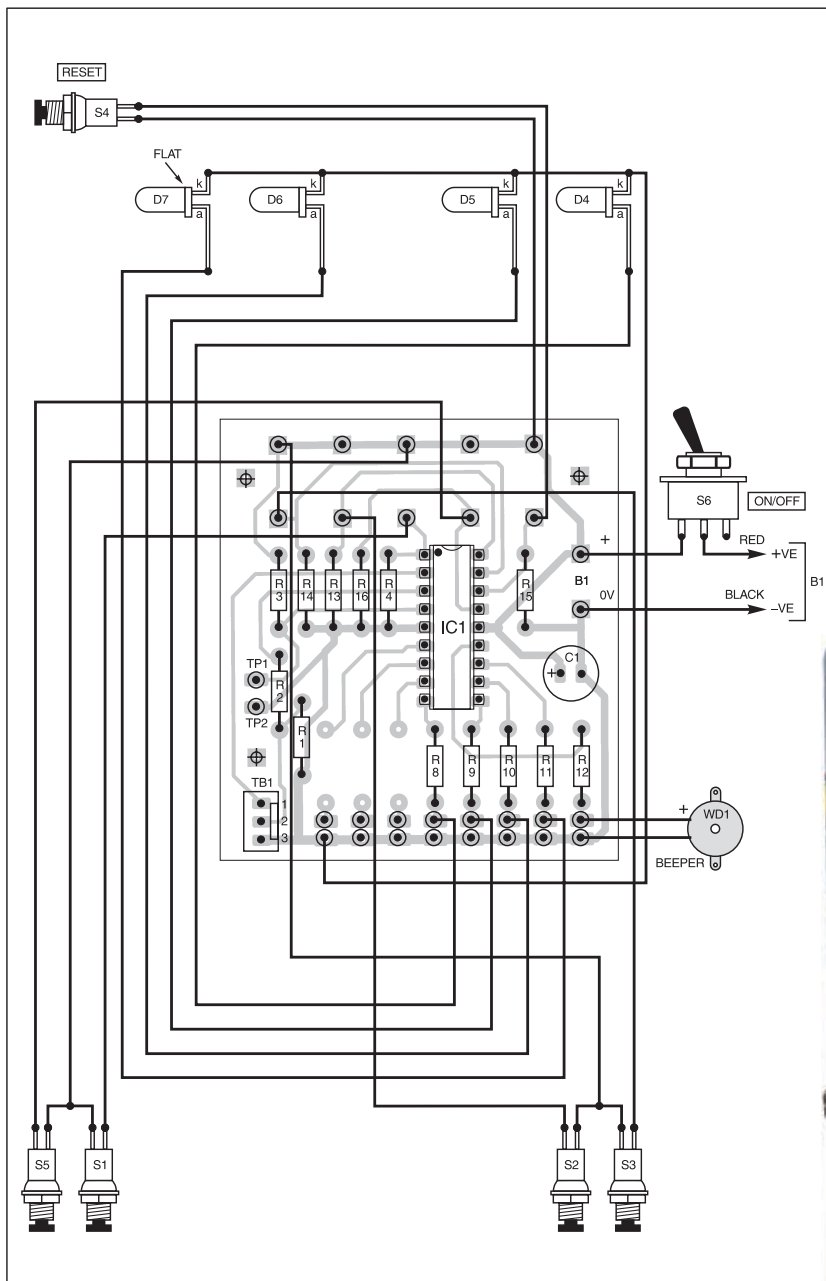 RESET
S4
FLAT
k k k k
D7 D6 D5 D4
a a a a
S6 ON/OFF
+ RED +VE
B1 B1
0V BLACK –VE
R3 R14 R13 R16 R4 IC1 R15
TP1 C1
R2 +
TP2
R1
R8 R9 R10 R11 R12
TB1
1
2
3
+ WD1
BEEPER
S5 S1 S2 S3